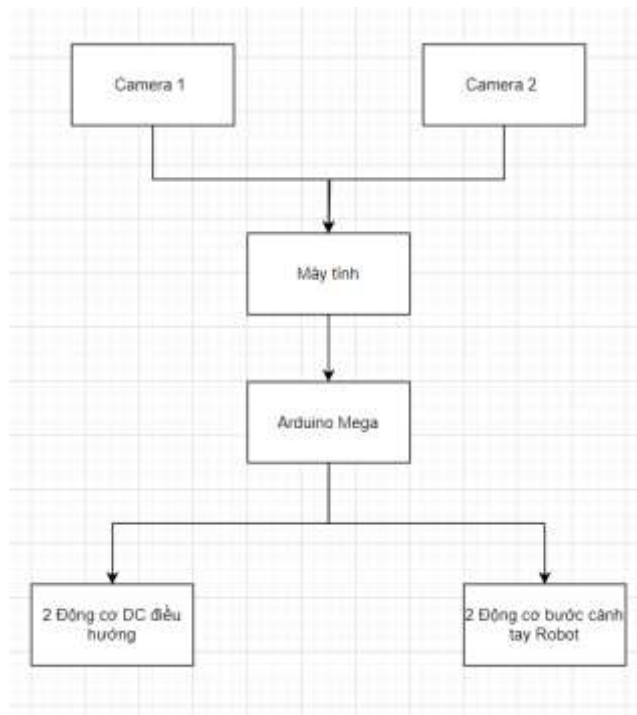 Camera 1
Camera 2
Máy tính
Arduino Mega
2 Động cơ DC điều
hướng
2 Động cơ bước cánh
tay Robot